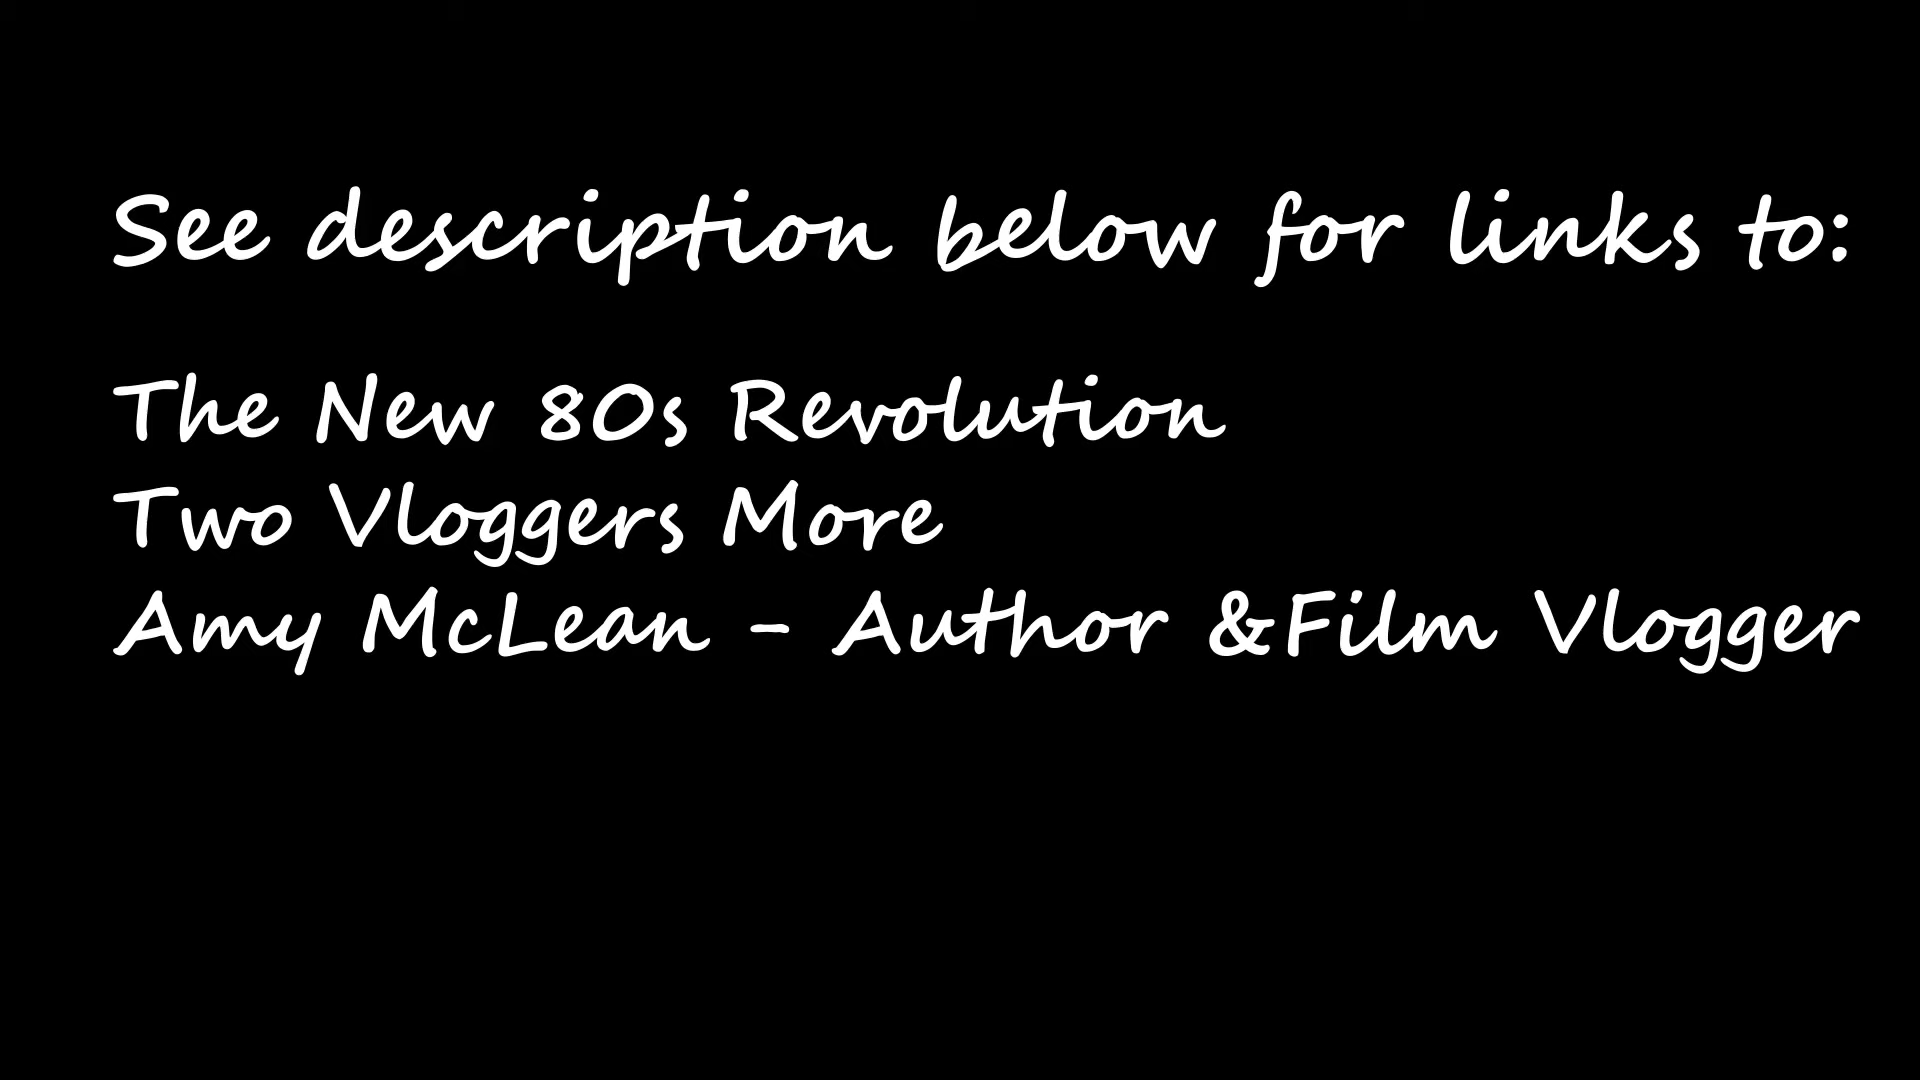 See description below for links to:
The New 80s Revolution
Two Vloggers More
Amy McLean - Author &Film Vlogger